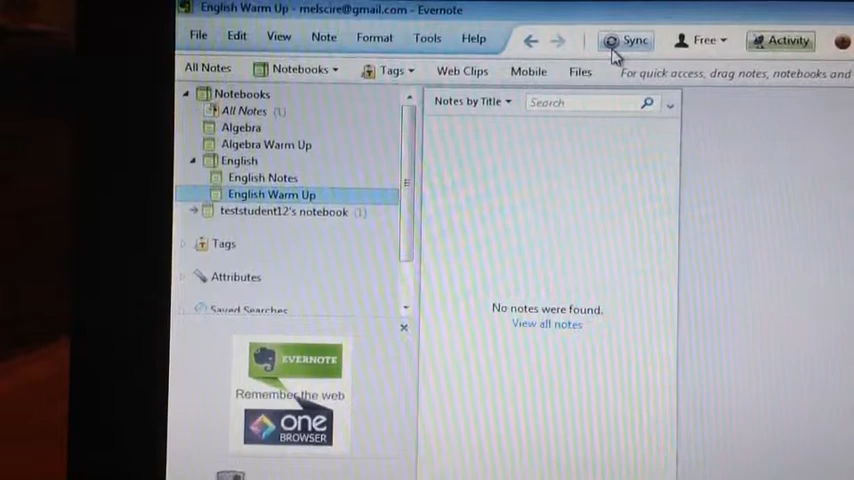 English Warm Up - melscire@gmail.com - Evernote
File Edit View Note Format Tools Help Sync Free Activity
All Notes Notebooks Tags Web Clips Mobile Files For quick access, drag notes, notebooks and
Notebooks
All Notes (1)
Algebra
Algebra Warm Up
English
English Notes
English Warm Up
teststudent12's notebook (1)
Tags
Attributes
Saved Searches
Notes by Title Search
No notes were found.
View all notes
EVERNOTE
Remember the web
one
BROWSER